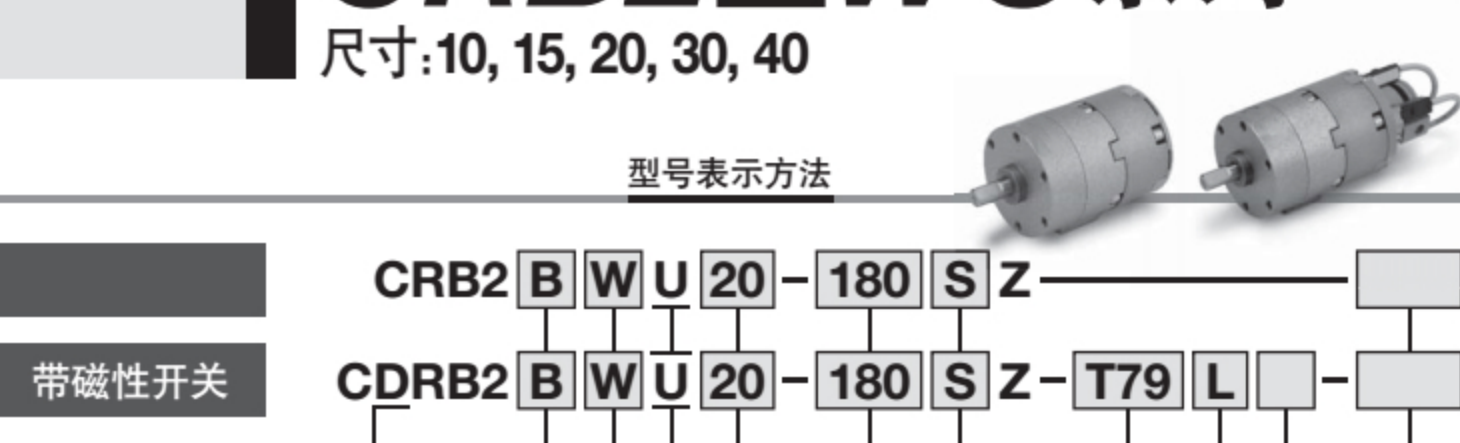 尺寸:10, 15, 20, 30, 40
型号表示方法
CRB2 B W U 20 - 180 S Z
带磁性开关 CDRB2 B W U 20 - 180 S Z - T79 L -